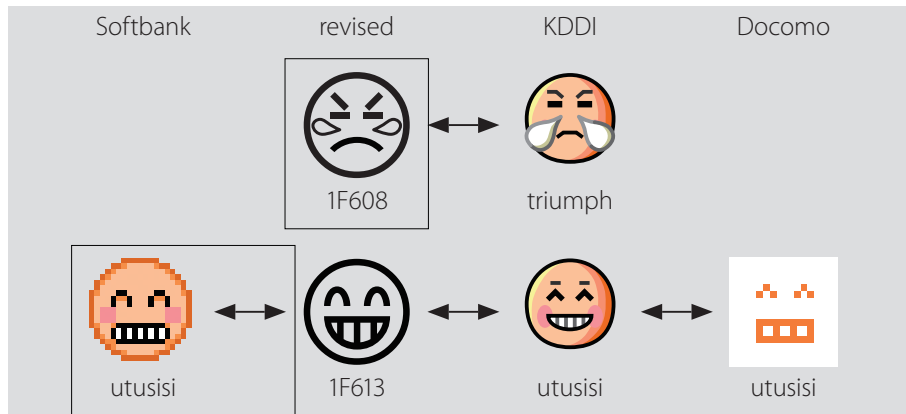 Softbank revised KDDI Docomo
1F608 triumph
utusisi 1F613 utusisi utusisi